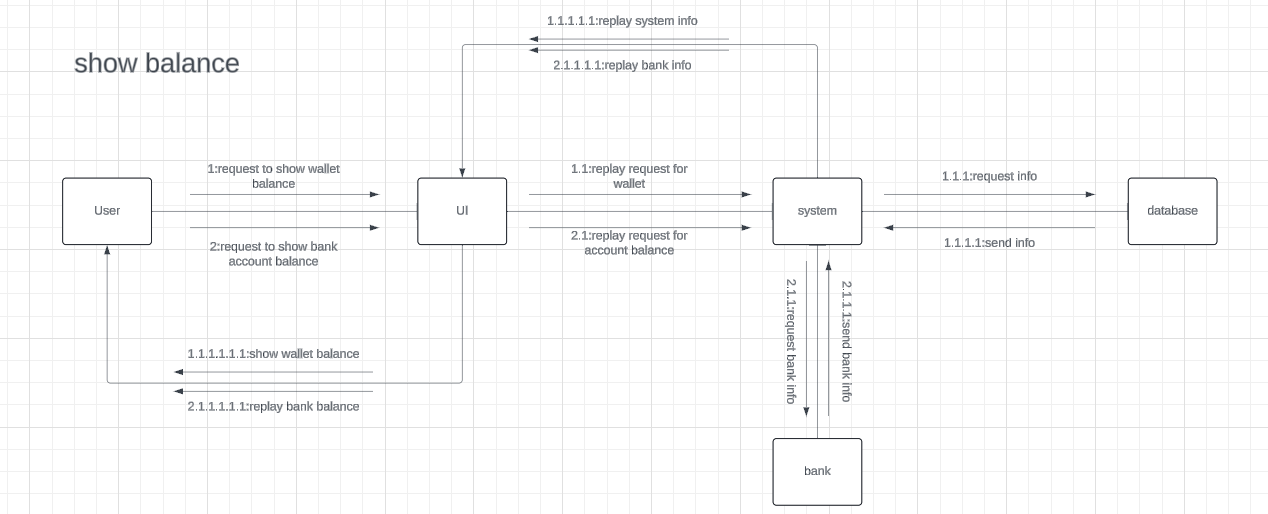 1.1.1.1.1:replay system info
show balance
2.1.1.1.1:replay bank info
1:request to show wallet
balance
1.1:replay request for
wallet
1.1.1:request info
User
UI
system
database
2:request to show bank
account balance
2.1:replay request for
account balance
1.1.1.1:send info
2.1.1:request bank info
2.1.1.1:send bank info
1.1.1.1.1.1:show wallet balance
2.1.1.1.1.1:replay bank balance
bank